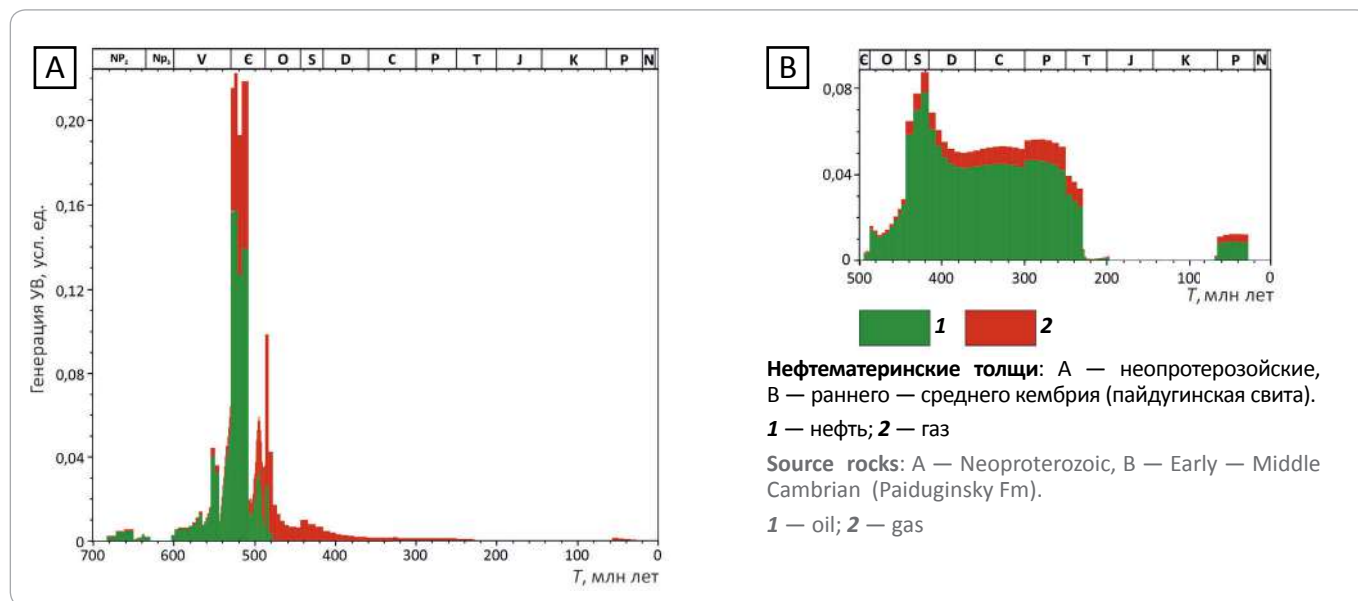 A
NP₂ Np₃ V Є O S D C P T J K P N
Генерация УВ, усл. ед.
0,20
0,16
0,12
0,08
0,04
0
700 600 500 400 300 200 100 0
T, млн лет
B
Є O S D C P T J K P N
0,08
0,04
0
500 400 300 200 100 0
T, млн лет
1 2
Нефтематеринские толщи: А — неопротерозойские,
В — раннего — среднего кембрия (пайдугинская свита).
1 — нефть; 2 — газ
Source rocks: A — Neoproterozoic, B — Early — Middle
Cambrian (Paiduginsky Fm).
1 — oil; 2 — gas